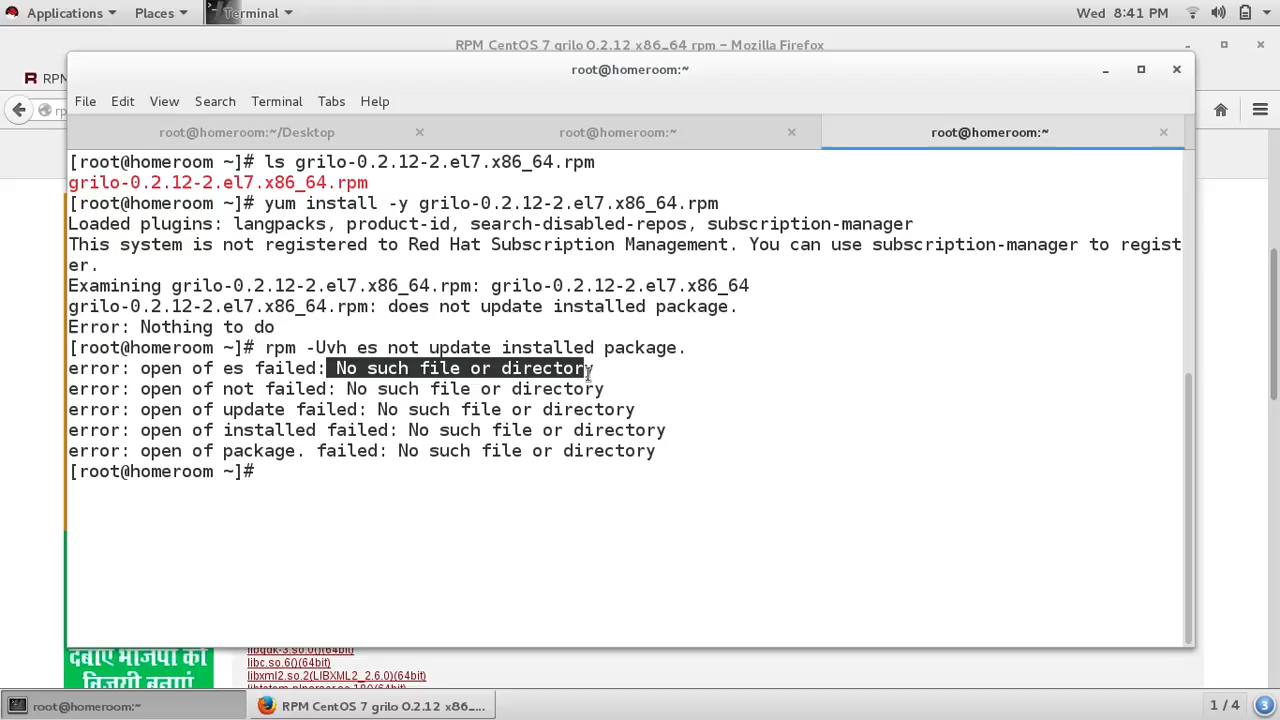 Applications Places Terminal Wed 8:41 PM
RPM CentOS 7 grilo 0.2.12 x86_64 rpm – Mozilla Firefox
root@homeroom:~
File Edit View Search Terminal Tabs Help
root@homeroom:~/Desktop root@homeroom:~ root@homeroom:~
[root@homeroom ~]# ls grilo-0.2.12-2.el7.x86_64.rpm
grilo-0.2.12-2.el7.x86_64.rpm
[root@homeroom ~]# yum install -y grilo-0.2.12-2.el7.x86_64.rpm
Loaded plugins: langpacks, product-id, search-disabled-repos, subscription-manager
This system is not registered to Red Hat Subscription Management. You can use subscription-manager to regist
er.
Examining grilo-0.2.12-2.el7.x86_64.rpm: grilo-0.2.12-2.el7.x86_64
grilo-0.2.12-2.el7.x86_64.rpm: does not update installed package.
Error: Nothing to do
[root@homeroom ~]# rpm -Uvh es not update installed package.
error: open of es failed: No such file or directory
error: open of not failed: No such file or directory
error: open of update failed: No such file or directory
error: open of installed failed: No such file or directory
error: open of package. failed: No such file or directory
[root@homeroom ~]#
दबाएं भाजपा को
विजयी बनाएं
libgdk-3.so.0()(64bit)
libc.so.6()(64bit)
libxml2.so.2(LIBXML2_2.6.0)(64bit)
root@homeroom:~ RPM CentOS 7 grilo 0.2.12 x86_... 1 / 4 3